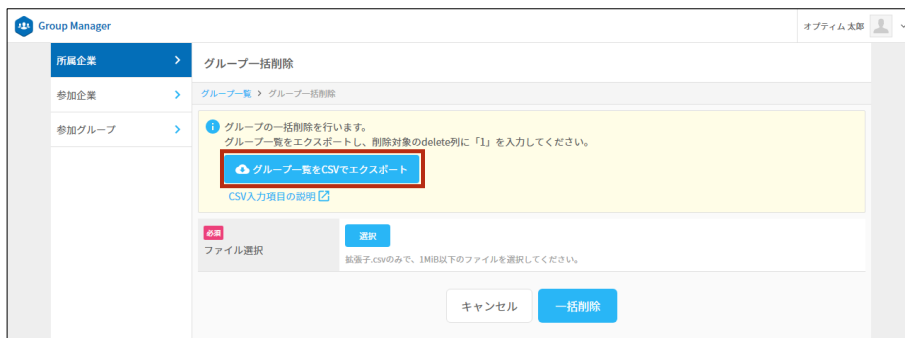 Group Manager
オプティム 太郎
所属企業
参加企業
参加グループ
グループ一括削除
グループ一覧 > グループ一括削除
グループの一括削除を行います。
グループ一覧をエクスポートし、削除対象のdelete列に「1」を入力してください。
グループ一覧をCSVでエクスポート
CSV入力項目の説明
必須
ファイル選択
選択
拡張子.csvのみで、1MiB以下のファイルを選択してください。
キャンセル
一括削除